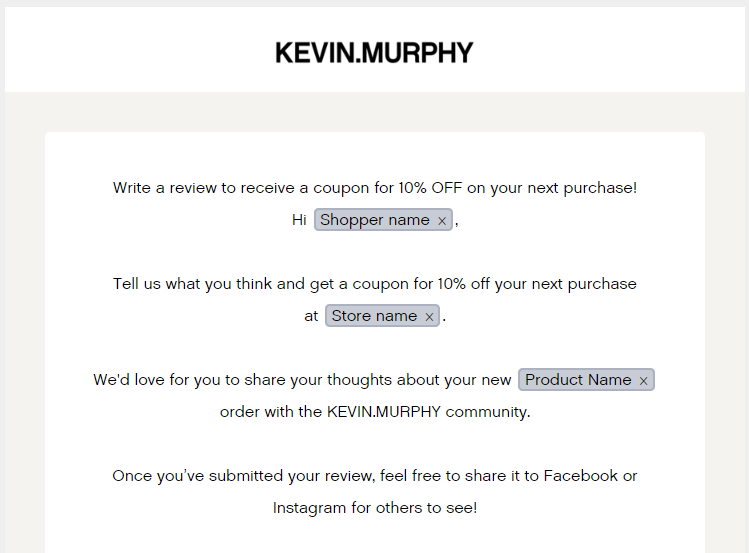 KEVIN.MURPHY
Write a review to receive a coupon for 10% OFF on your next purchase!
Hi Shopper name x ,
Tell us what you think and get a coupon for 10% off your next purchase
at Store name x .
We'd love for you to share your thoughts about your new Product Name x
order with the KEVIN.MURPHY community.
Once you’ve submitted your review, feel free to share it to Facebook or
Instagram for others to see!